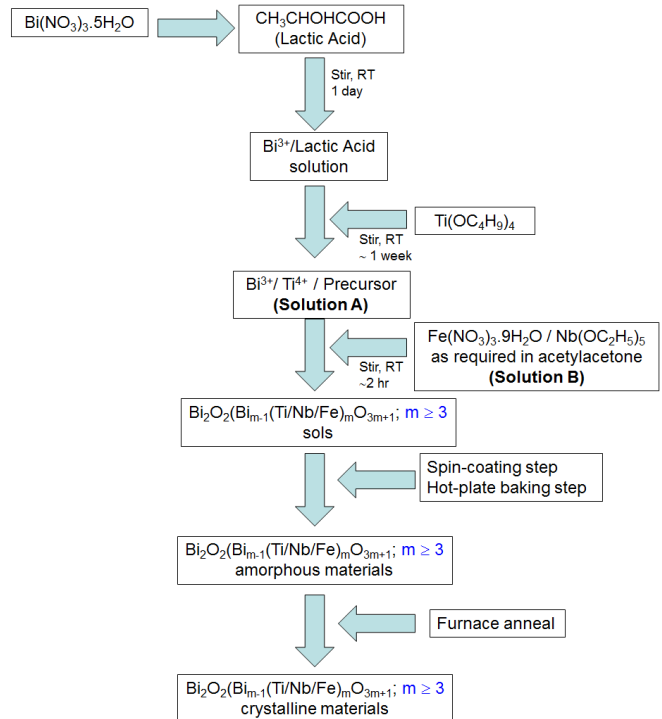 Bi(NO₃)₃.5H₂O
CH₃CHOHCOOH
(Lactic Acid)
Stir, RT
1 day
Bi³⁺/Lactic Acid
solution
Ti(OC₄H₉)₄
Stir, RT
~ 1 week
Bi³⁺/ Ti⁴⁺ / Precursor
(Solution A)
Fe(NO₃)₃.9H₂O / Nb(OC₂H₅)₅
as required in acetylacetone
(Solution B)
Stir, RT
~2 hr
Bi₂O₂(Biₘ₋₁(Ti/Nb/Fe)ₘO₃ₘ₊₁; m ≥ 3
sols
Spin-coating step
Hot-plate baking step
Bi₂O₂(Biₘ₋₁(Ti/Nb/Fe)ₘO₃ₘ₊₁; m ≥ 3
amorphous materials
Furnace anneal
Bi₂O₂(Biₘ₋₁(Ti/Nb/Fe)ₘO₃ₘ₊₁; m ≥ 3
crystalline materials